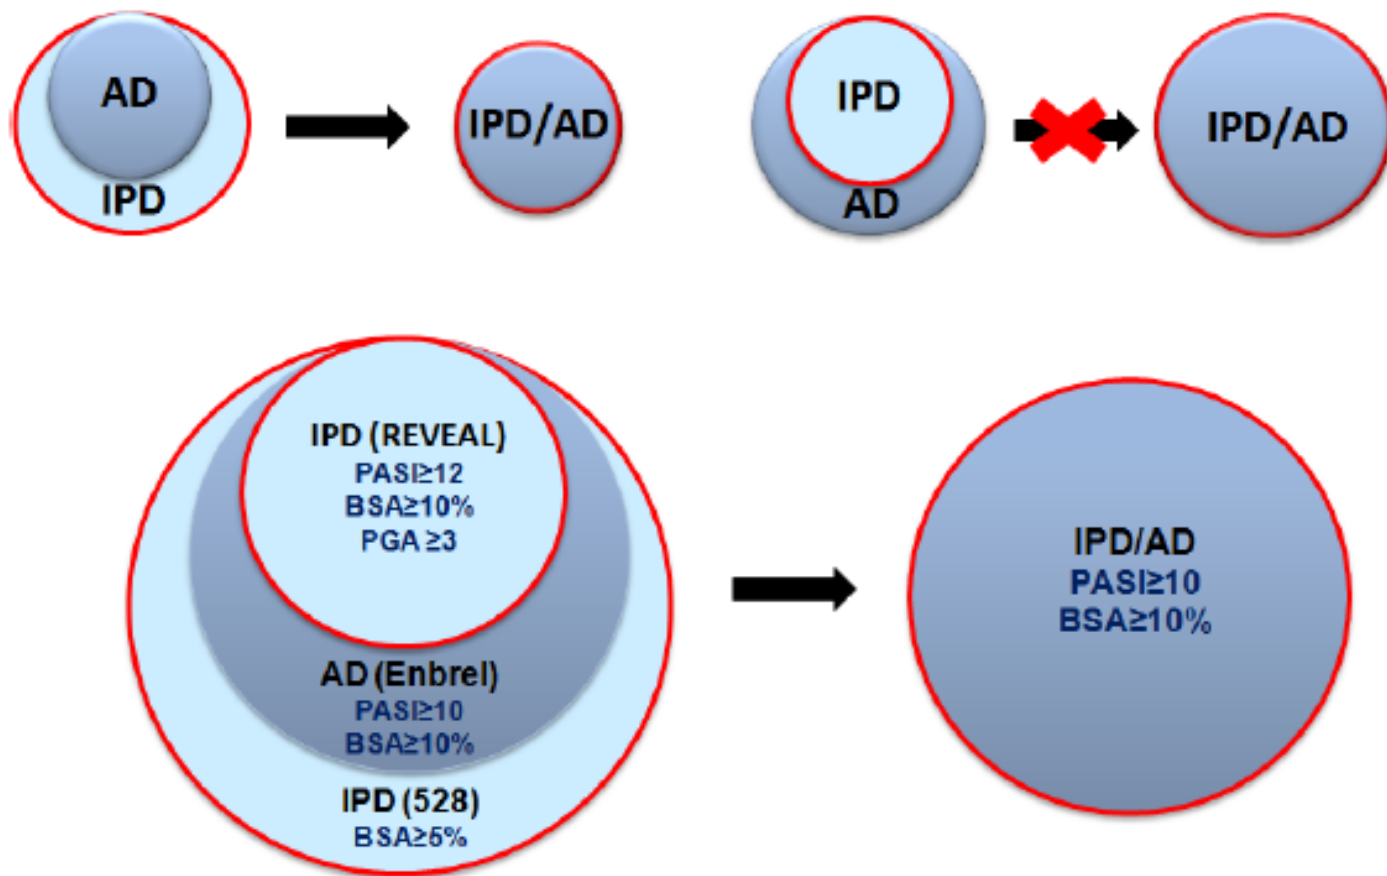 AD
IPD
IPD/AD
IPD
AD
IPD/AD
IPD (REVEAL)
PASI≥12
BSA≥10%
PGA ≥3
AD (Enbrel)
PASI≥10
BSA≥10%
IPD (528)
BSA≥5%
IPD/AD
PASI≥10
BSA≥10%